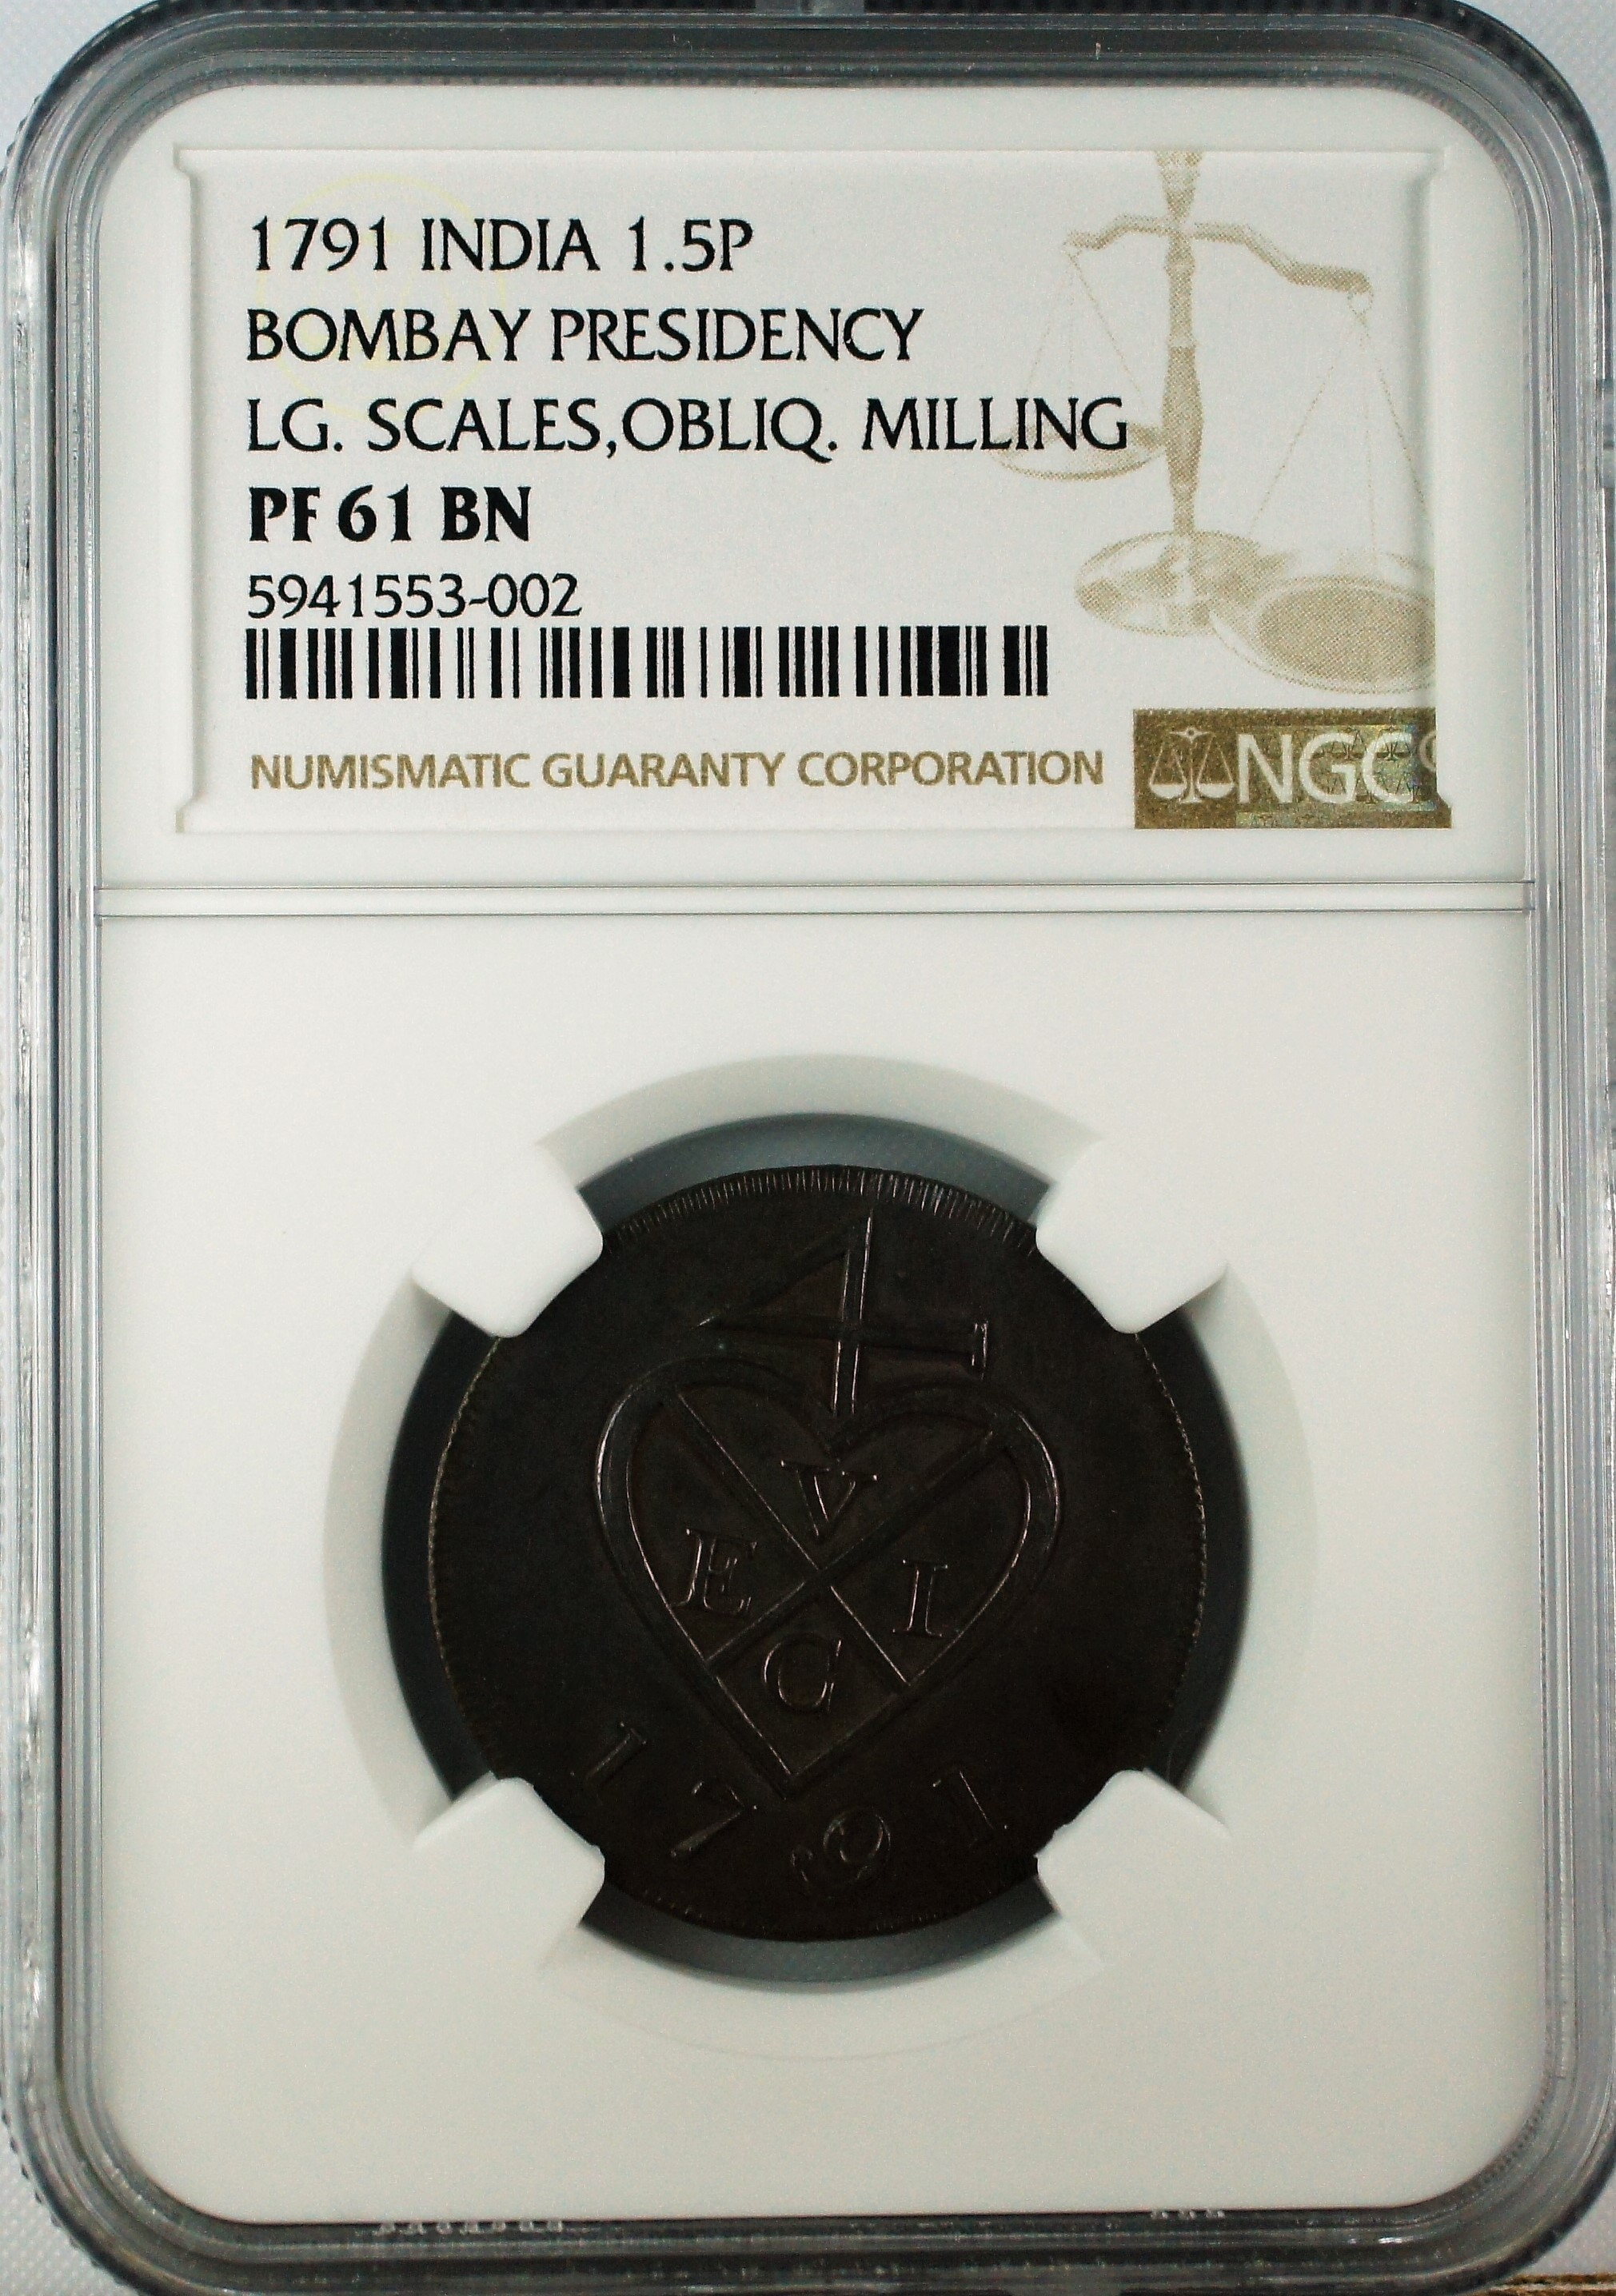 1791 INDIA 1.5P
BOMBAY PRESIDENCY
LG. SCALES,OBLIQ. MILLING
PF 61 BN
5941553-002
NUMISMATIC GUARANTY CORPORATION
NGC
4
V
E I
C
1791